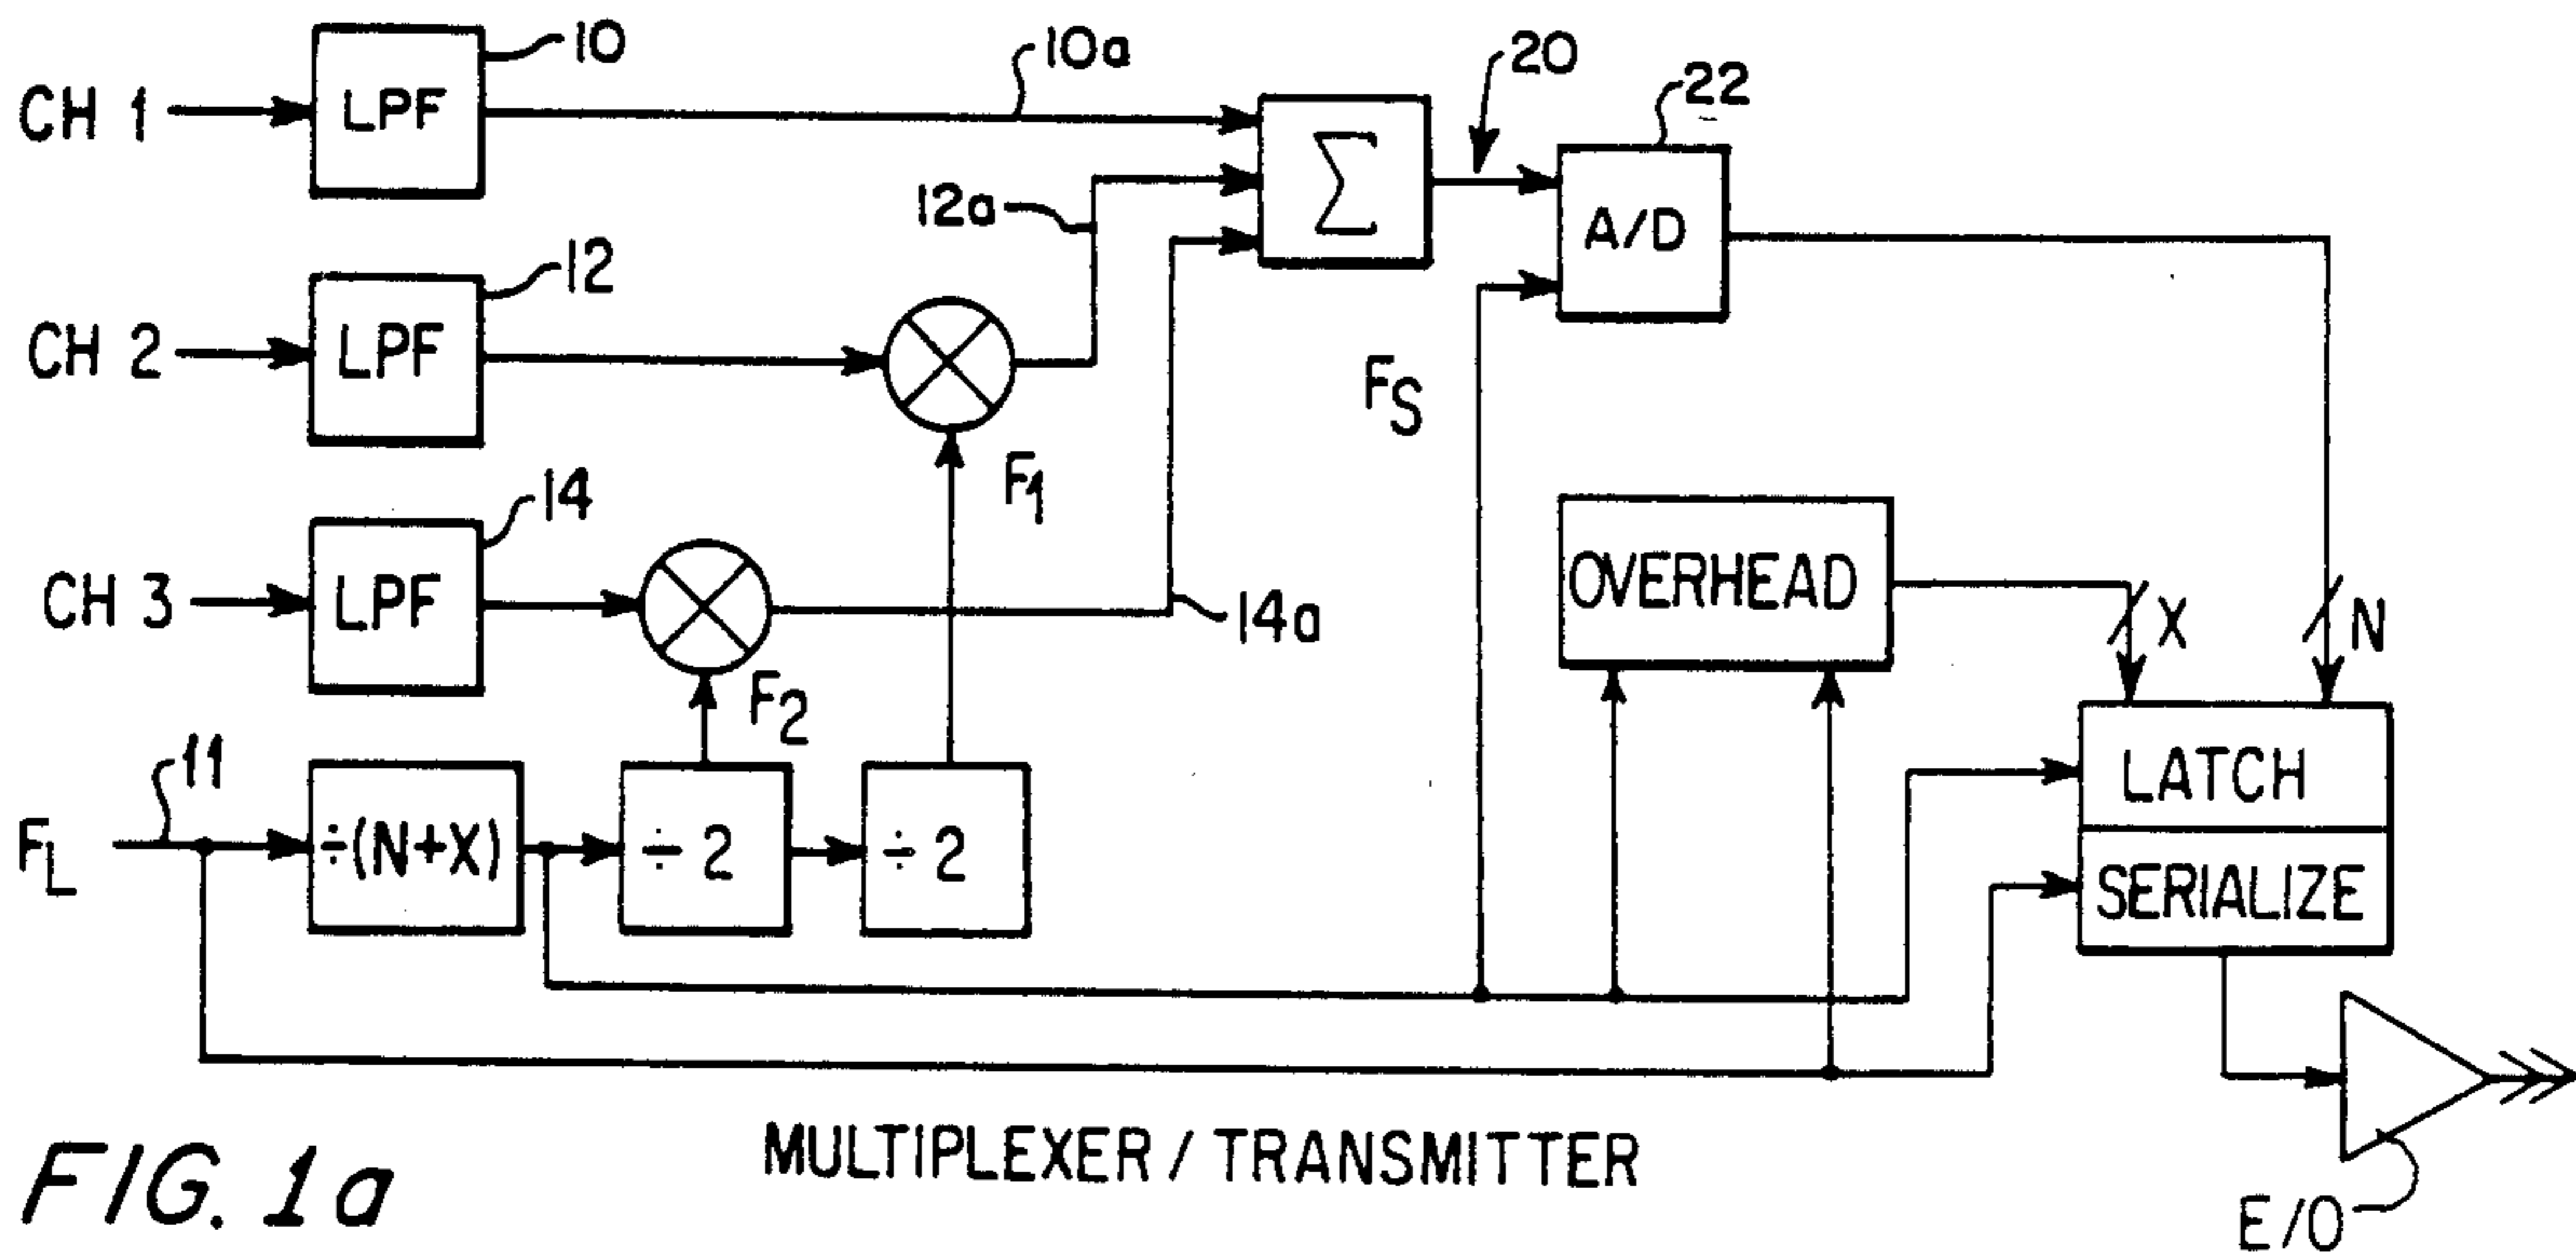 10
10a
20
22
CH 1
LPF
Σ
A/D
12a
12
CH 2
LPF
FS
F1
14
CH 3
LPF
14a
OVERHEAD
X
N
F2
11
FL
÷(N+X)
÷2
÷2
LATCH
SERIALIZE
MULTIPLEXER / TRANSMITTER
FIG. 1a
E/O